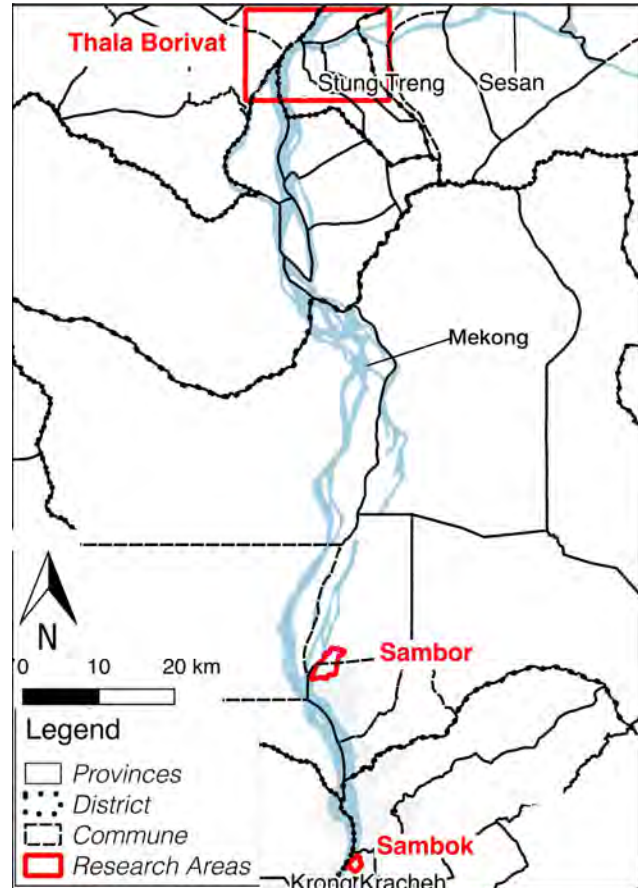 Thala Borivat
Stung Treng
Sesan
Mekong
N
0 10 20 km
Sambor
Legend
Provinces
District
Commune
Research Areas
Sambok
Krong Kracheh